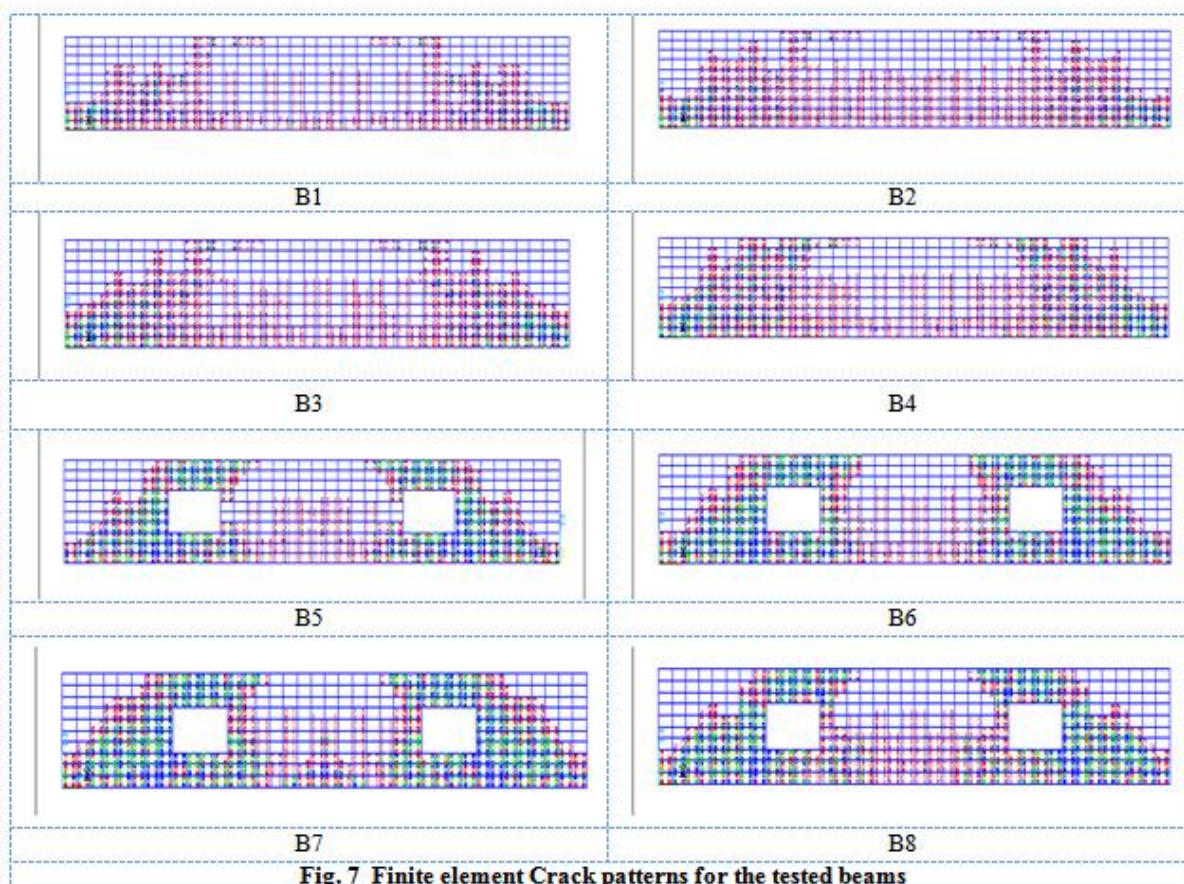 B1
B2
B3
B4
B5
B6
B7
B8
Fig. 7 Finite element Crack patterns for the tested beams